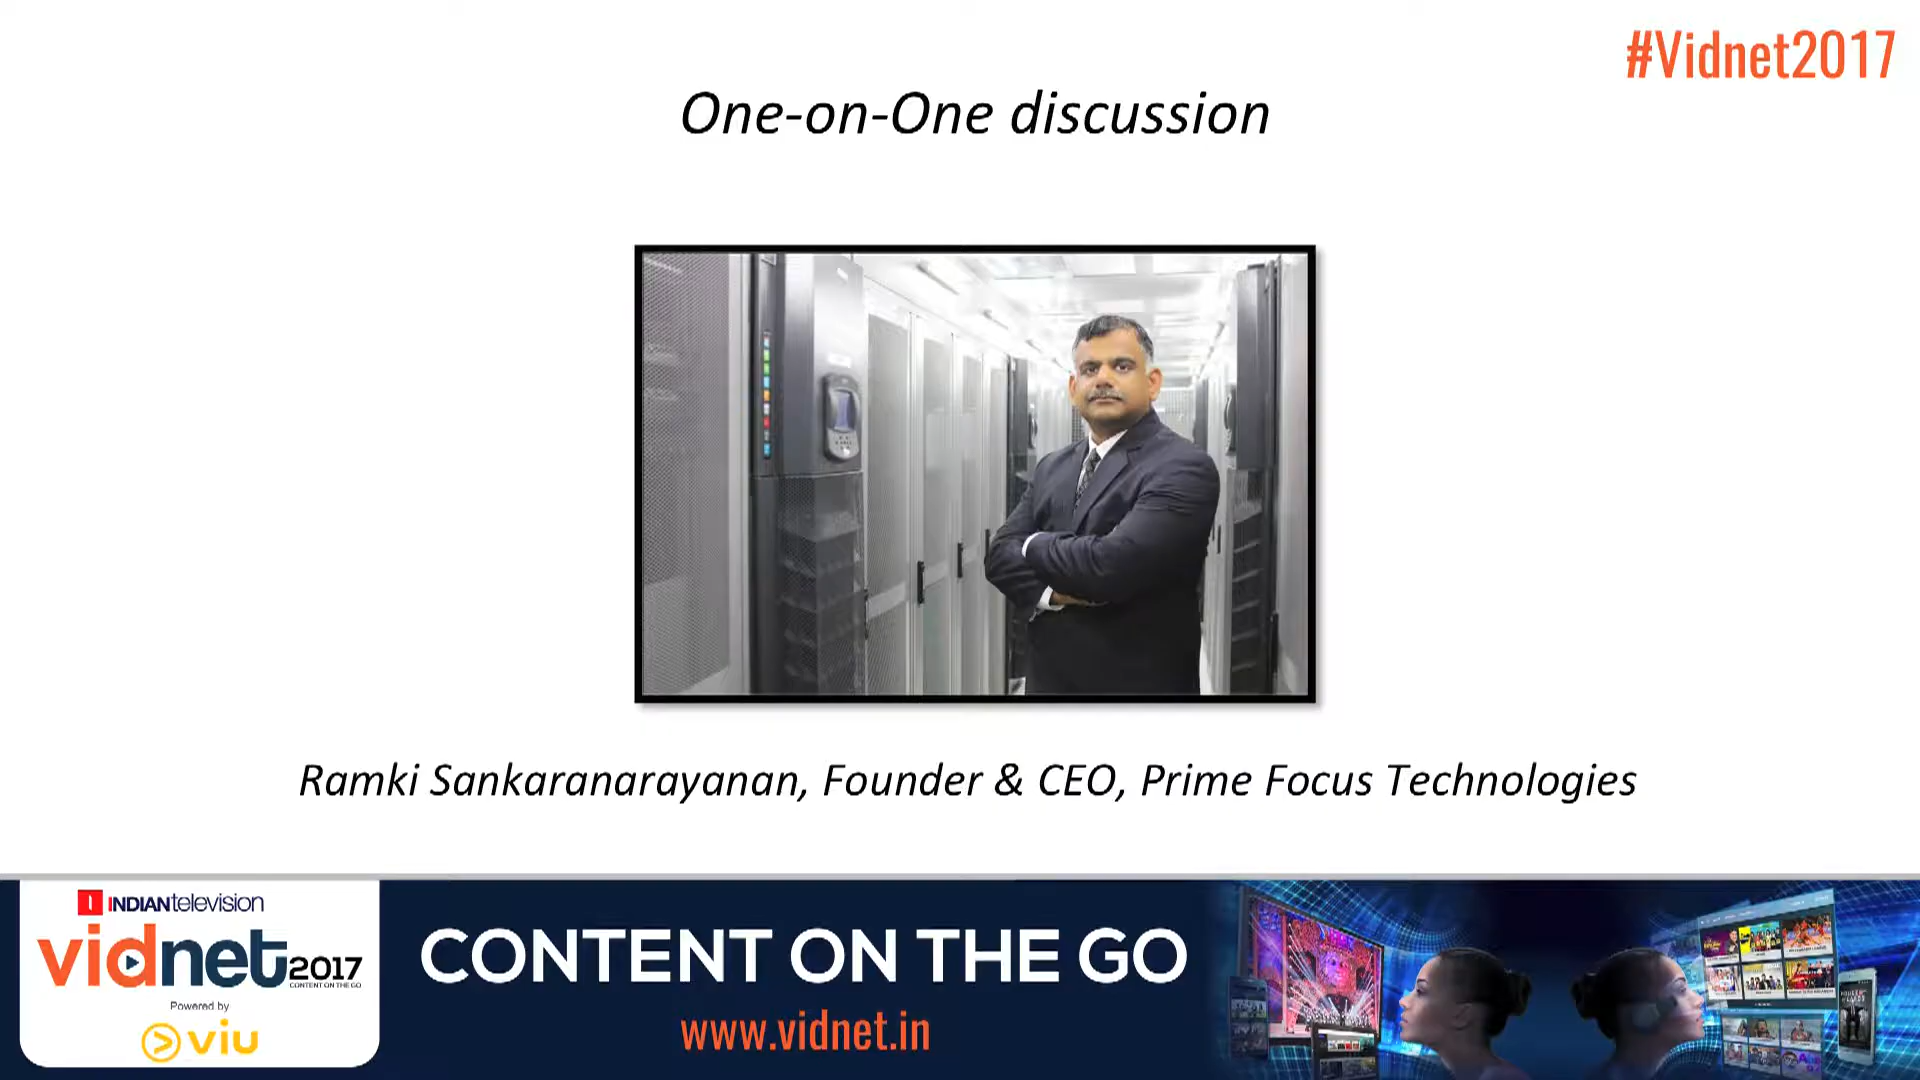 #Vidnet2017
One-on-One discussion
Ramki Sankaranarayanan, Founder & CEO, Prime Focus Technologies
INDIANtelevision
vidnet2017
CONTENT ON THE GO
Powered by
viu
CONTENT ON THE GO
www.vidnet.in